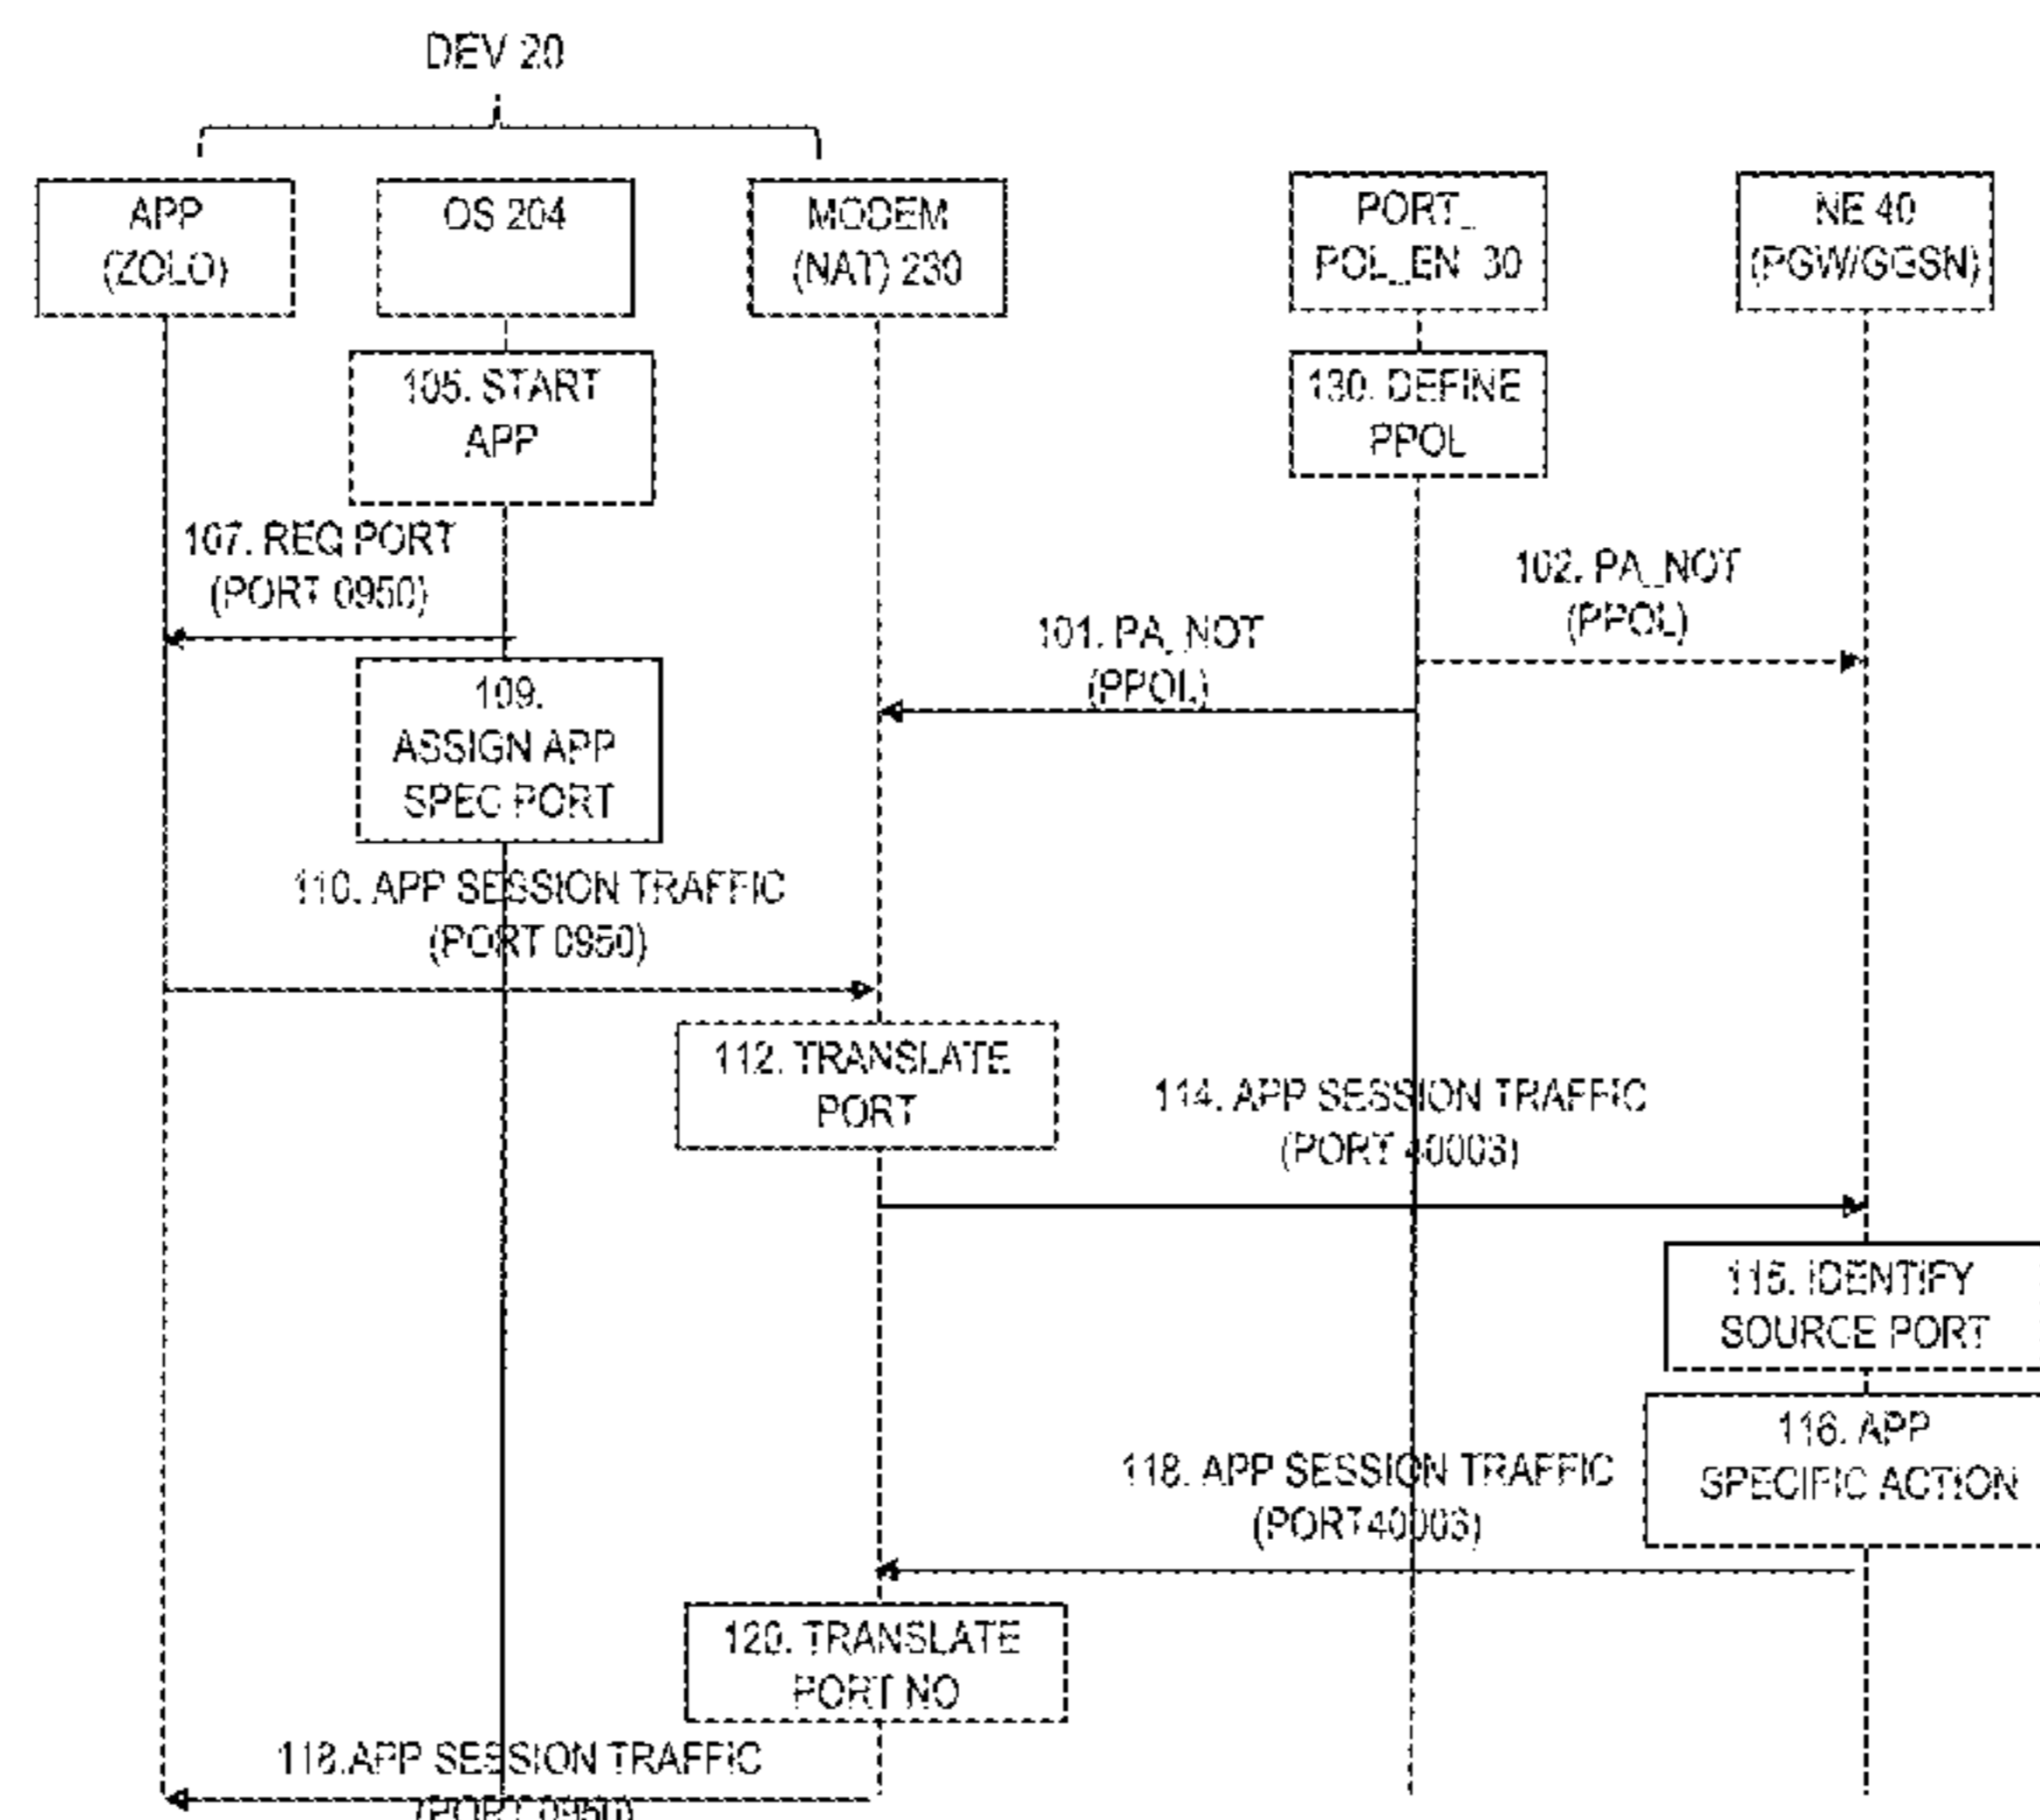 DEV 20
APP
(ZOLO)
OS 204
MODEM
(NAT) 230
PORT_
POL_EN 30
NE 40
(PGW/GGSN)
105. START
APP
130. DEFINE
PPOL
107. REQ PORT
(PORT 0950)
102. PA_NOT
(PPOL)
101. PA_NOT
(PPOL)
109.
ASSIGN APP
SPEC PORT
110. APP SESSION TRAFFIC
(PORT 0950)
112. TRANSLATE
PORT
114. APP SESSION TRAFFIC
(PORT 40003)
115. IDENTIFY
SOURCE PORT
116. APP
SPECIFIC ACTION
118. APP SESSION TRAFFIC
(PORT40003)
120. TRANSLATE
PORT NO
118.APP SESSION TRAFFIC
(PORT 0950)